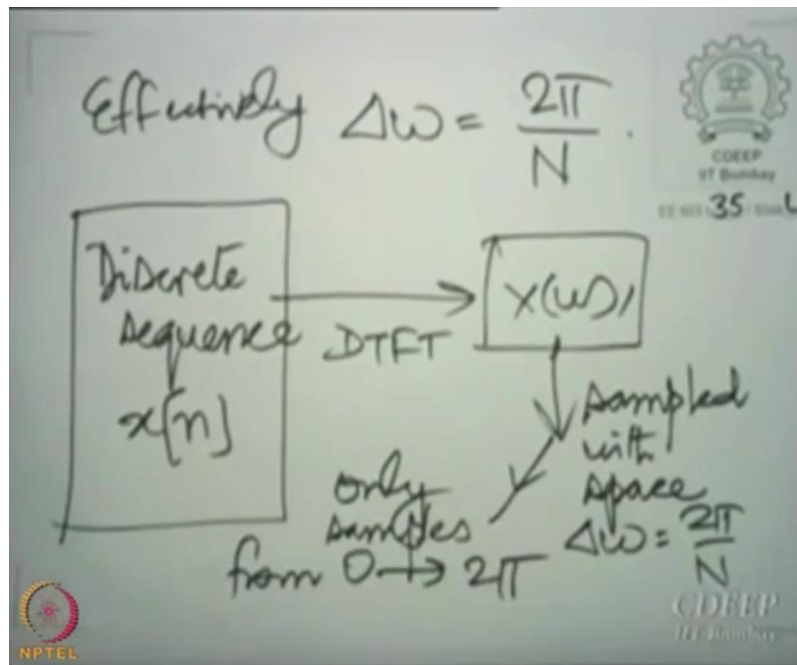 Effectively Δω = 2π / N .
CDEEP
IIT Bombay
35
Discrete
sequence
x[n]
DTFT
X(ω)
sampled
with
space
Δω = 2π / N
only
samples
from 0 → 2π
NPTEL
CDEEP
IIT Bombay